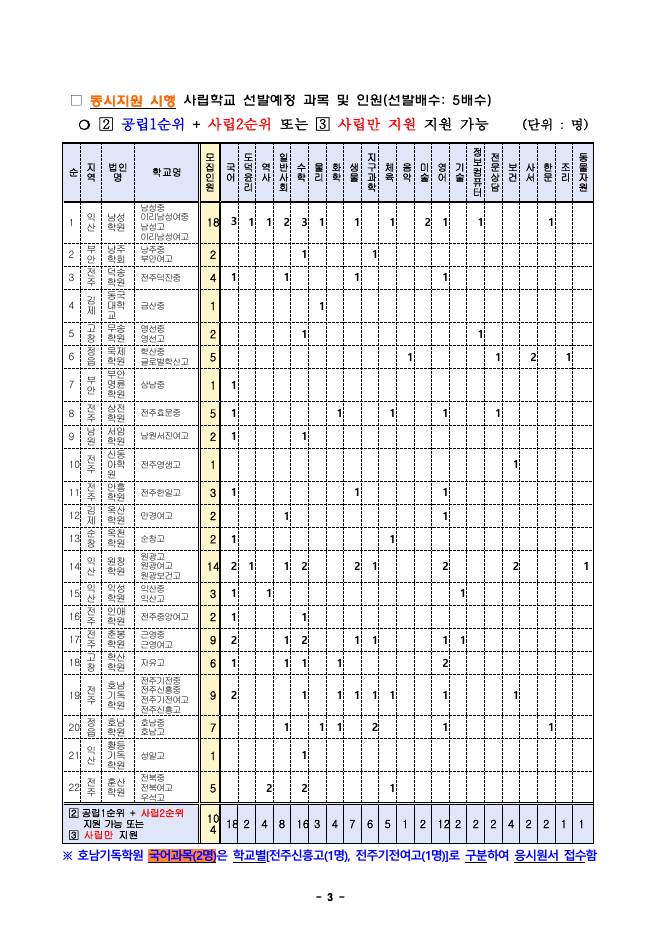 □ 동시지원 시행 사립학교 선발예정 과목 및 인원(선발배수: 5배수)
❍ ② 공립1순위 + 사립2순위 또는 ③ 사립만 지원 지원 가능 (단위 : 명)
순 지역 법인명 학교명 모집인원 국어 도덕윤리 역사 일반사회 수학 물리 화학 생물 지구과학 체육 음악 미술 영어 기술 정보컴퓨터 전문상담 보건 사서 한문 조리 동물자원
1 익산 남성학원 남성중 이리남성여중 남성고 이리남성여고 18 3 1 1 2 3 1 1 1 2 1 1 1
2 부안 낭주학회 낭주중 부안여고 2 1 1
3 전주 덕송학원 전주덕진중 4 1 1 1 1
4 김제 동국대학교 금산중 1 1
5 고창 무송학원 영선중 영선고 2 1 1
6 정읍 묵제학원 학산중 글로벌학산고 5 1 1 2 1
7 부안 부안명륜학원 삼남중 1 1
8 전주 삼전학원 전주효문중 5 1 1 1 1 1
9 남원 서암학원 남원서진여고 2 1 1
10 전주 신동아학원 전주영생고 1 1
11 전주 안흥학원 전주한일고 3 1 1 1
12 김제 옥산학원 만경여고 2 1 1
13 순창 옥천학원 순창고 2 1 1
14 익산 원창학원 원광고 원광여고 원광보건고 14 2 1 1 2 2 1 2 2 1
15 익산 익성학원 익산중 익산고 3 1 1 1
16 전주 인애학원 전주중앙여고 2 1 1
17 전주 춘봉학원 근영중 근영여고 9 2 1 2 1 1 1 1
18 고창 학산학원 자유고 6 1 1 1 1 2
19 전주 호남기독학원 전주기전중 전주신흥중 전주기전여고 전주신흥고 9 2 1 1 1 1 1 1 1
20 정읍 호남학원 호남중 호남고 7 1 1 1 2 1 1
21 익산 황등기독학원 성일고 1 1
22 전주 훈산학원 전북중 전북여고 우석고 5 2 2 1
② 공립1순위 + 사립2순위 지원 가능 또는 ③ 사립만 지원 104 18 2 4 8 16 3 4 7 6 5 1 2 12 2 2 2 4 2 2 1 1
※ 호남기독학원 국어과목(2명)은 학교별[전주신흥고(1명), 전주기전여고(1명)]로 구분하여 응시원서 접수함
- 3 -